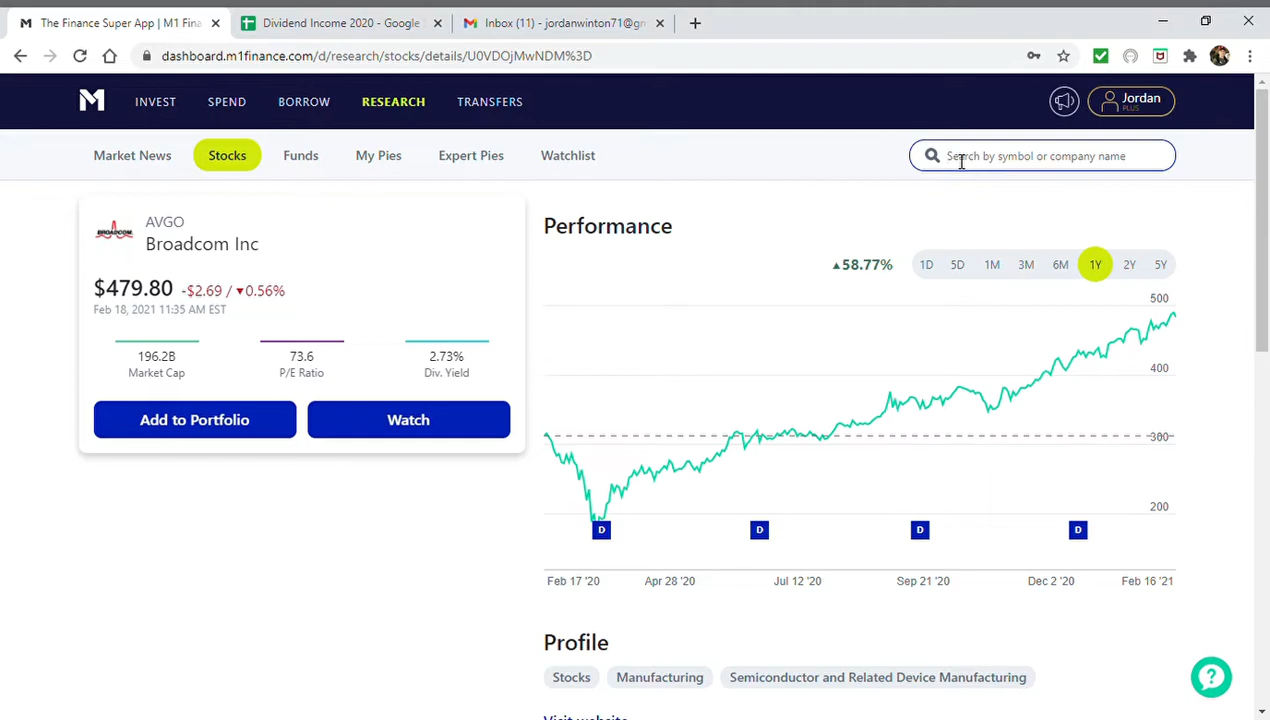 The Finance Super App | M1 Fina
Dividend Income 2020 - Google
Inbox (11) - jordanwinton71@gm
dashboard.m1finance.com/d/research/stocks/details/U0VDOjMwNDM%3D
INVEST SPEND BORROW RESEARCH TRANSFERS
Jordan
PLUS
Market News Stocks Funds My Pies Expert Pies Watchlist
Search by symbol or company name
AVGO
BROADCOM
Broadcom Inc
$479.80 -$2.69 / ▼0.56%
Feb 18, 2021 11:35 AM EST
196.2B 73.6 2.73%
Market Cap P/E Ratio Div. Yield
Add to Portfolio Watch
Performance
▲58.77% 1D 5D 1M 3M 6M 1Y 2Y 5Y
500
400
300
200
D D D D
Feb 17 '20 Apr 28 '20 Jul 12 '20 Sep 21 '20 Dec 2 '20 Feb 16 '21
Profile
Stocks Manufacturing Semiconductor and Related Device Manufacturing
Visit website